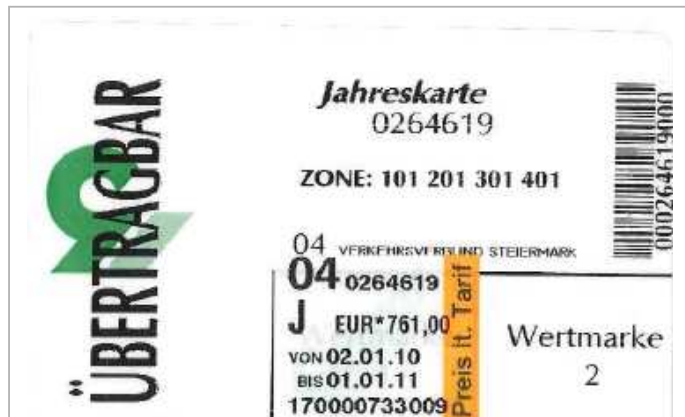 ÜBERTRAGBAR
Jahreskarte
0264619
ZONE: 101 201 301 401
000264619000
04 VERKEHRSVERBUND STEIERMARK
04 0264619
J EUR*761,00
VON 02.01.10
BIS 01.01.11
170000733009
Preis lt. Tarif
Wertmarke
2